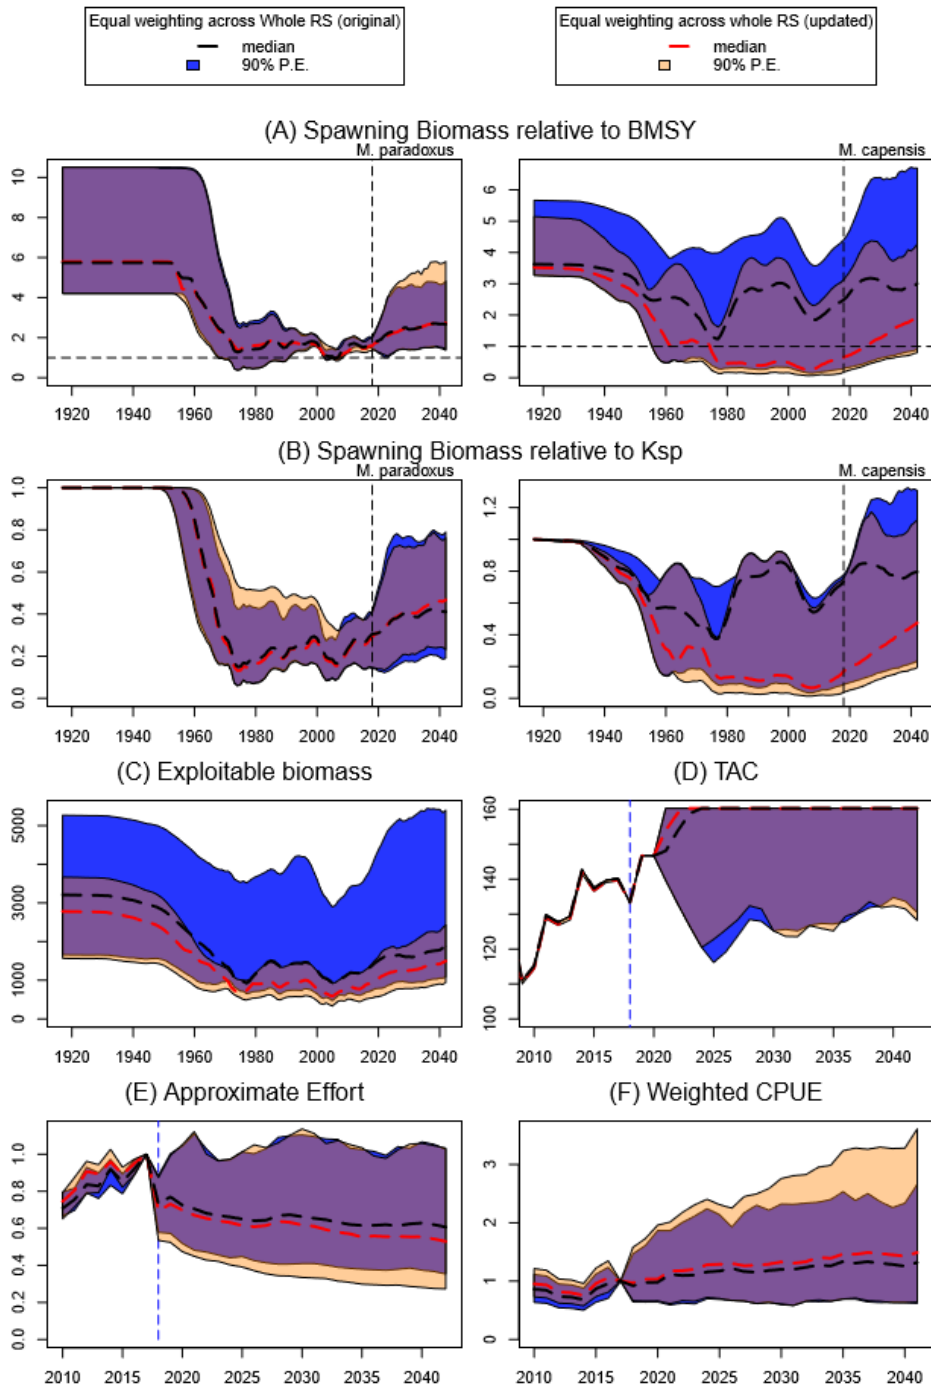 Equal weighting across Whole RS (original)
median
90% P.E.
Equal weighting across whole RS (updated)
median
90% P.E.
(A) Spawning Biomass relative to BMSY
M. paradoxus
M. capensis
10
8
6
4
2
0
1920 1940 1960 1980 2000 2020 2040
6
5
4
3
2
1
0
1920 1940 1960 1980 2000 2020 2040
(B) Spawning Biomass relative to Ksp
M. paradoxus
M. capensis
1.0
0.8
0.6
0.4
0.2
0.0
1920 1940 1960 1980 2000 2020 2040
1.2
0.8
0.4
0.0
1920 1940 1960 1980 2000 2020 2040
(C) Exploitable biomass
(D) TAC
5000
3000
1000
0
1920 1940 1960 1980 2000 2020 2040
160
140
120
100
2010 2015 2020 2025 2030 2035 2040
(E) Approximate Effort
(F) Weighted CPUE
1.0
0.8
0.6
0.4
0.2
0.0
2010 2015 2020 2025 2030 2035 2040
3
2
1
0
2010 2015 2020 2025 2030 2035 2040